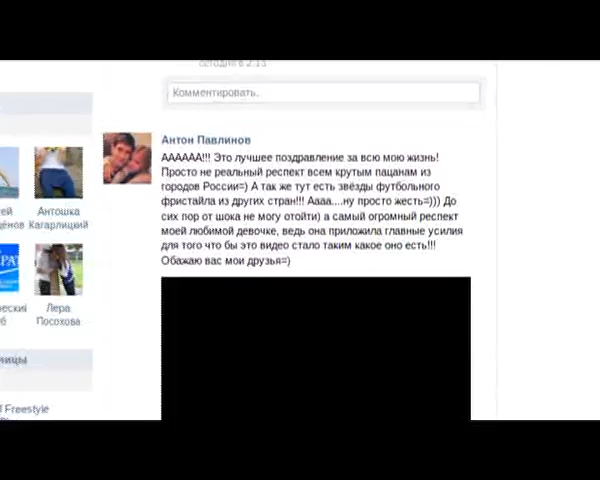 сегодня в 2:13
Комментировать..
Антон Павлинов
АААААА!!! Это лучшее поздравление за всю мою жизнь!
Просто не реальный респект всем крутым пацанам из
городов России=) А так же тут есть звёзды футбольного
фристайла из других стран!!! Аааа....ну просто жесть=))) До
сих пор от шока не могу отойти) а самый огромный респект
моей любимой девочке, ведь она приложила главные усилия
для того что бы это видео стало таким какое оно есть!!!
Обажаю вас мои друзья=)
Антошка
Кагарлицкий
Лера
Посохова
Freestyle